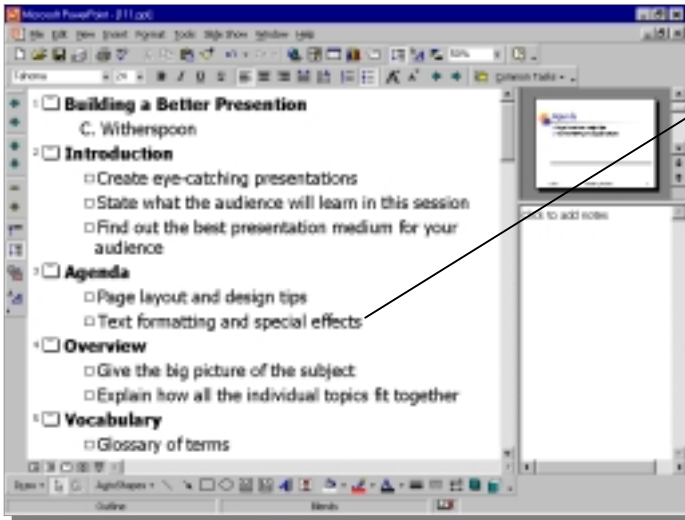 Microsoft PowerPoint - [f11.ppt]
File Edit View Insert Format Tools Slide Show Window Help
Tahoma
Common Tasks
1 Building a Better Presention
C. Witherspoon
2 Introduction
Create eye-catching presentations
State what the audience will learn in this session
Find out the best presentation medium for your
audience
3 Agenda
Page layout and design tips
Text formatting and special effects
4 Overview
Give the big picture of the subject
Explain how all the individual topics fit together
5 Vocabulary
Glossary of terms
Agenda
Click to add notes
Draw AutoShapes
Outline Blends